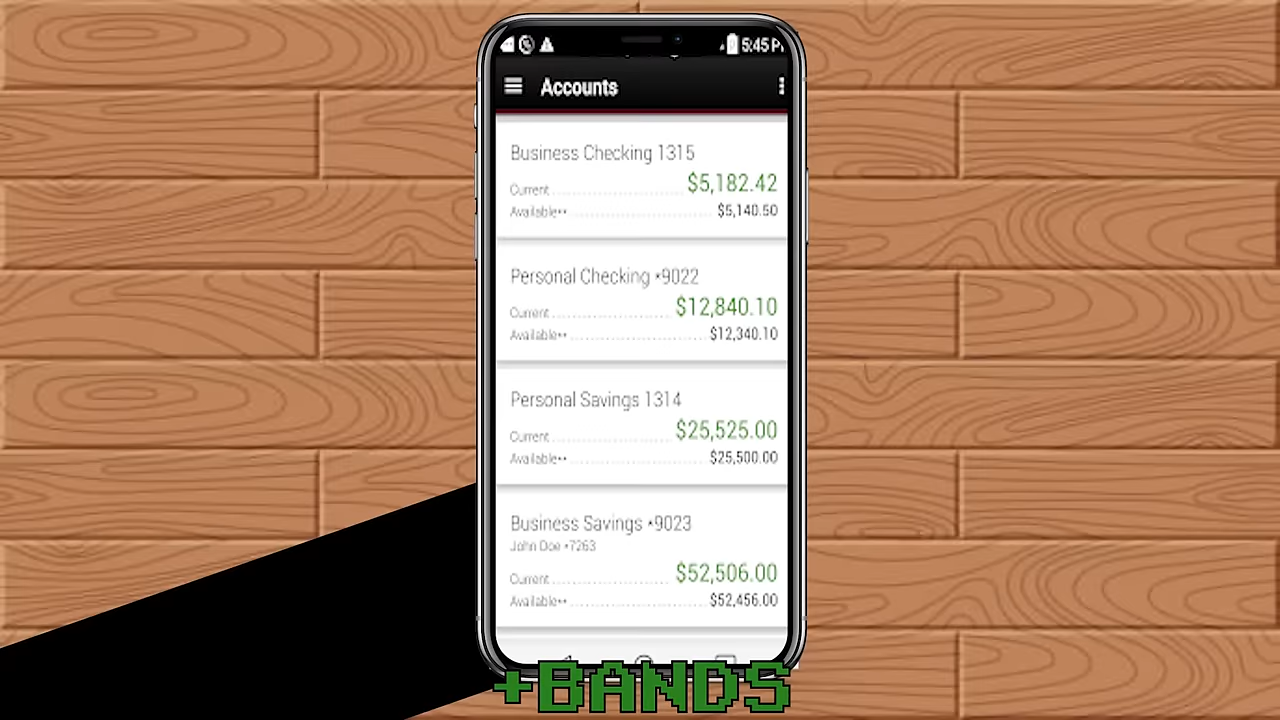 5:45 P
Accounts
Business Checking 1315
Current $5,182.42
Available** $5,140.50
Personal Checking *9022
Current $12,840.10
Available** $12,340.10
Personal Savings 1314
Current $25,525.00
Available** $25,500.00
Business Savings *9023
John Doe *7263
Current $52,506.00
Available** $52,456.00
+BANDS